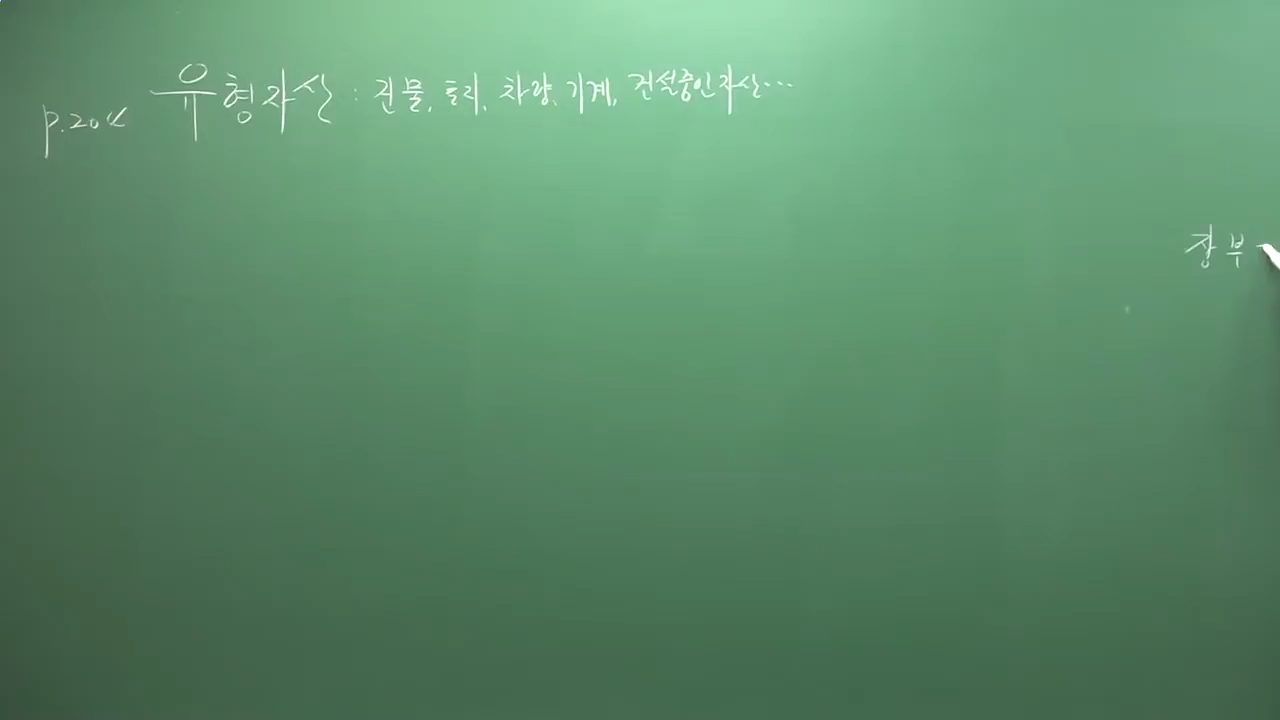 유형자산 : 건물, 토지, 차량, 기계, 건설중인자산...
p.204
장부